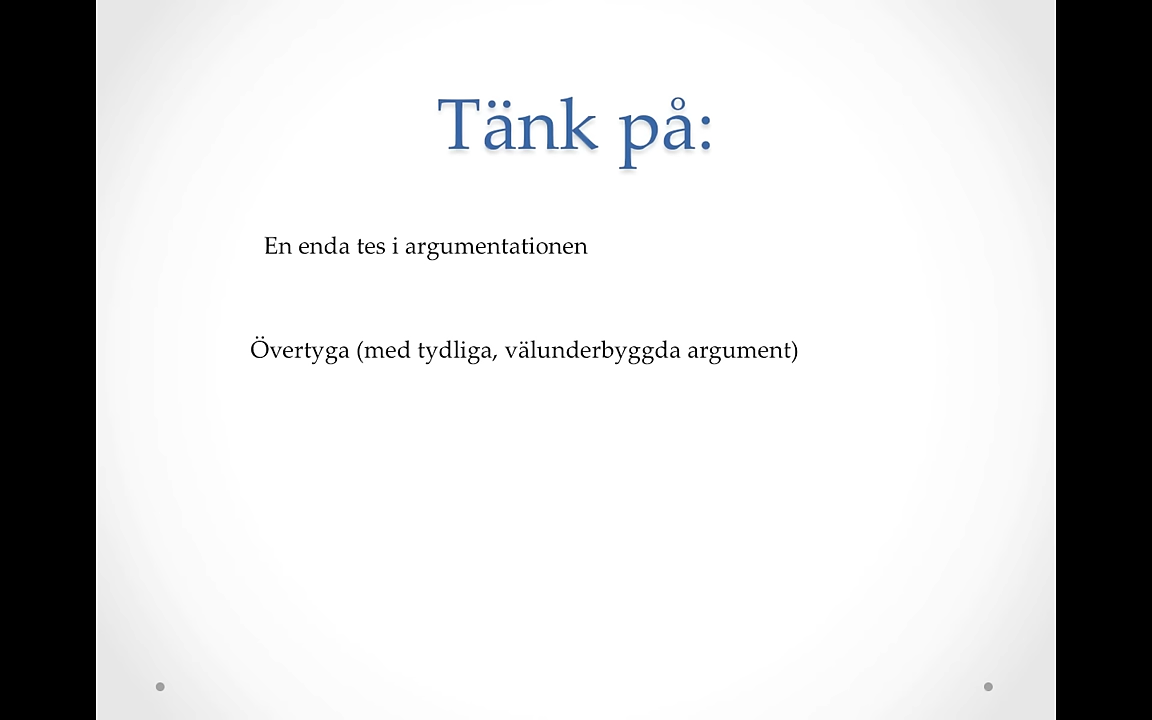 Tänk på:
En enda tes i argumentationen
Övertyga (med tydliga, välunderbyggda argument)